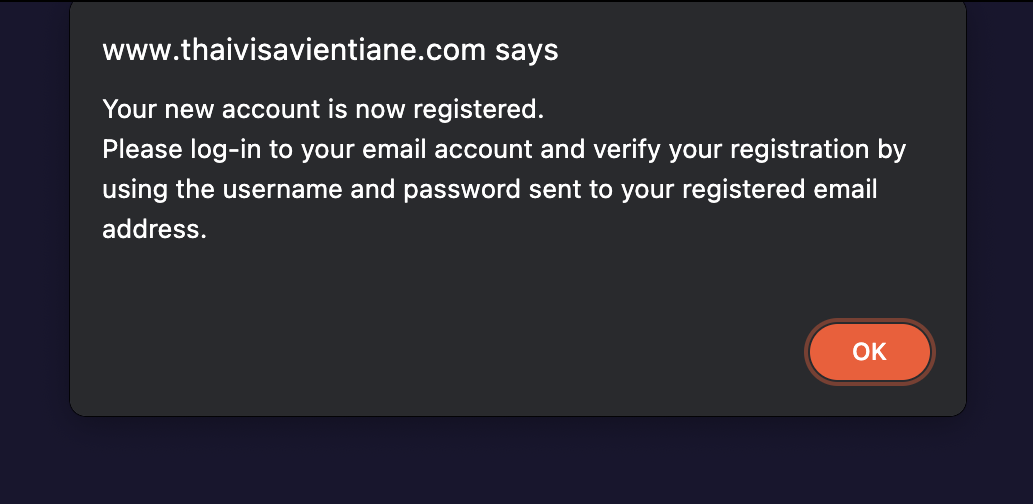 www.thaivisavientiane.com says
Your new account is now registered.
Please log-in to your email account and verify your registration by
using the username and password sent to your registered email
address.
OK